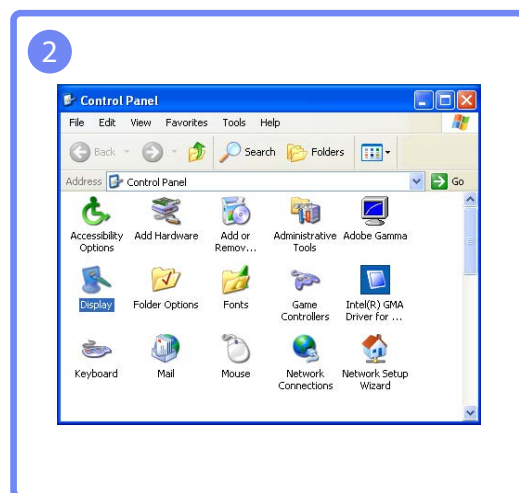 2
Control Panel
File Edit View Favorites Tools Help
Back Search Folders
Address Control Panel Go
Accessibility Options
Add Hardware
Add or Remov...
Administrative Tools
Adobe Gamma
Display
Folder Options
Fonts
Game Controllers
Intel(R) GMA Driver for ...
Keyboard
Mail
Mouse
Network Connections
Network Setup Wizard